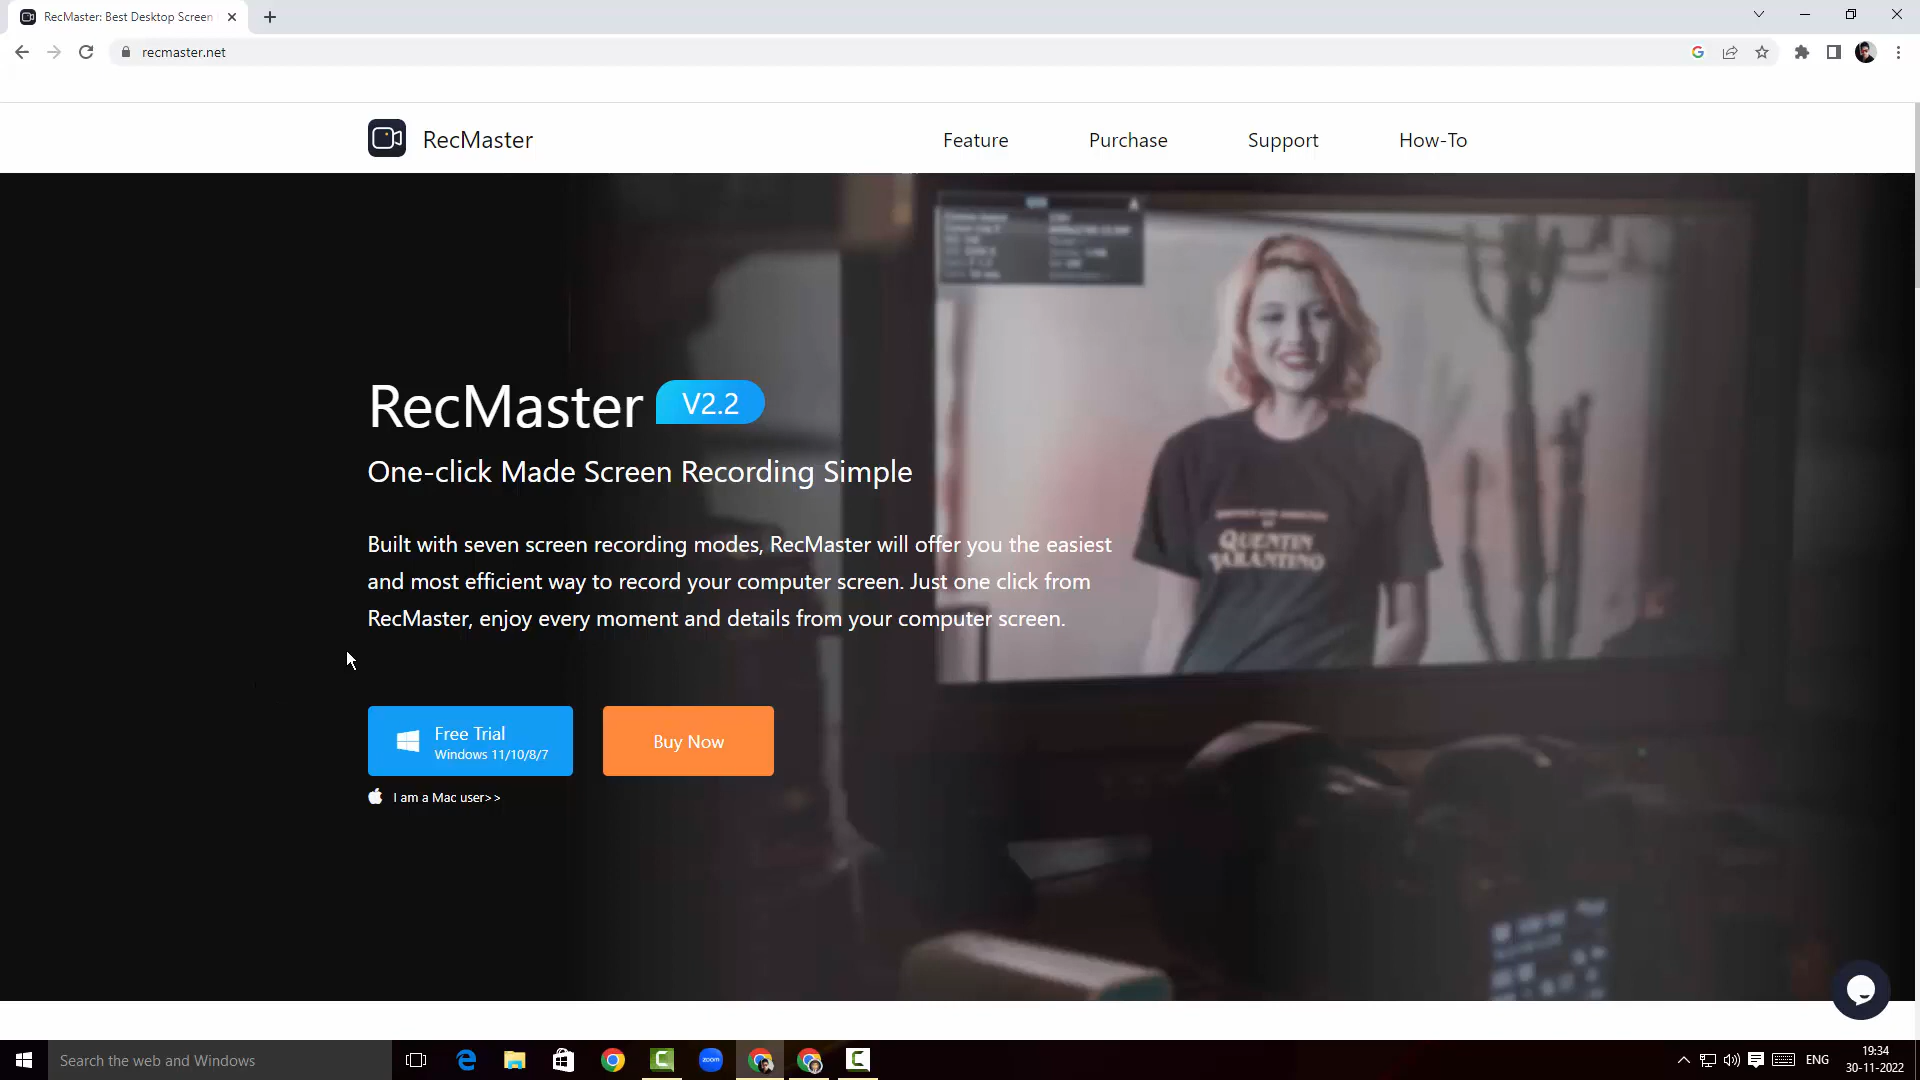 RecMaster: Best Desktop Screen
recmaster.net
RecMaster
Feature
Purchase
Support
How-To
RecMaster
V2.2
One-click Made Screen Recording Simple
Built with seven screen recording modes, RecMaster will offer you the easiest
and most efficient way to record your computer screen. Just one click from
RecMaster, enjoy every moment and details from your computer screen.
QUENTIN
TARANTINO
Free Trial
Windows 11/10/8/7
Buy Now
I am a Mac user>>
Search the web and Windows
zoom
ENG
19:34
30-11-2022